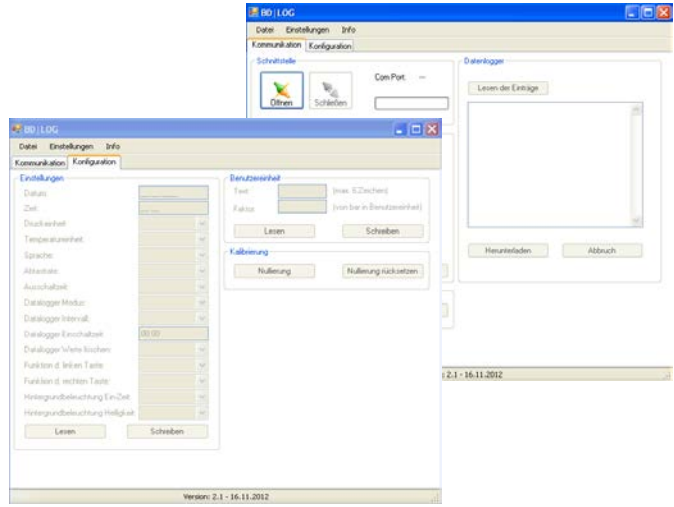 BD|LOG
Datei Einstellungen Info
Kommunikation Konfiguration
Schnittstelle
Com Port: --
Öffnen Schließen
Datenlogger
Lesen der Einträge
Herunterladen Abbruch
2.1 - 16.11.2012
BD|LOG
Datei Einstellungen Info
Kommunikation Konfiguration
Einstellungen
Datum:
Zeit:
Druckeinheit:
Temperatureinheit:
Sprache:
Abtastrate:
Ausschaltzeit:
Datalogger Modus:
Datalogger Intervall:
Datalogger Einschaltzeit: 00:00
Datalogger Werte löschen:
Funktion d. linken Taste:
Funktion d. rechten Taste:
Hintergrundbeleuchtung Ein-Zeit:
Hintergrundbeleuchtung Helligkeit:
Lesen Schreiben
Benutzereinheit
Text: (max. 6 Zeichen)
Faktor: (von bar in Benutzereinheit)
Lesen Schreiben
Kalibrierung
Nullierung Nullierung rücksetzen
Version: 2.1 - 16.11.2012